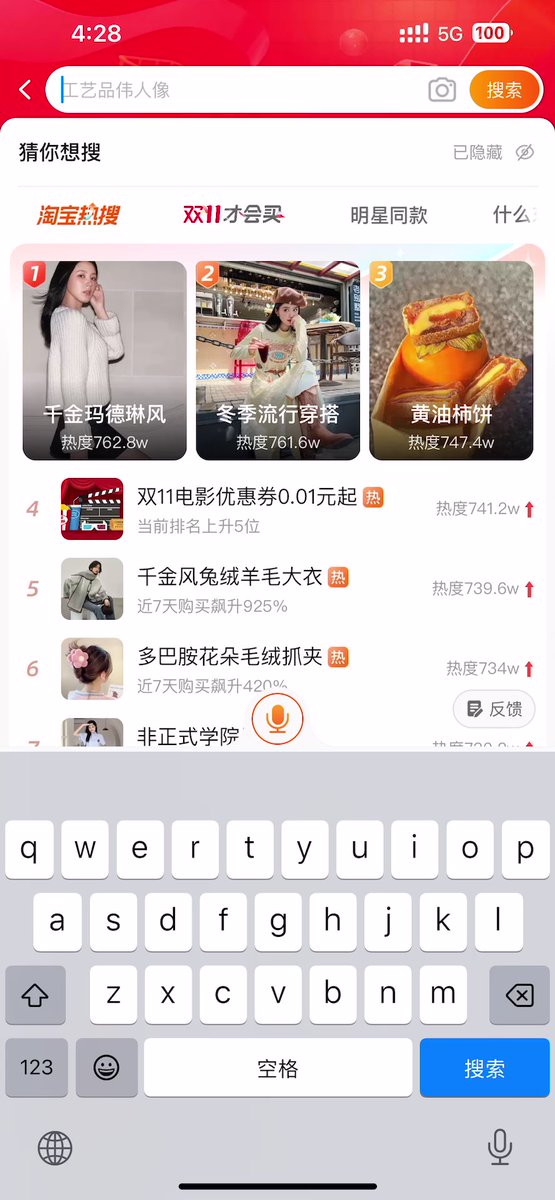 4:28
5G
100
工艺品伟人像
搜索
猜你想搜
已隐藏
淘宝热搜
双11才会买
明星同款
什么
1
千金玛德琳风
热度762.8w
2
冬季流行穿搭
热度761.6w
3
黄油柿饼
热度747.4w
4
双11电影优惠券0.01元起 热
当前排名上升5位
热度741.2w
5
千金风兔绒羊毛大衣 热
近7天购买飙升925%
热度739.6w
6
多巴胺花朵毛绒抓夹 热
近7天购买飙升420%
热度734w
反馈
非正式学院
q w e r t y u i o p
a s d f g h j k l
z x c v b n m
123
空格
搜索